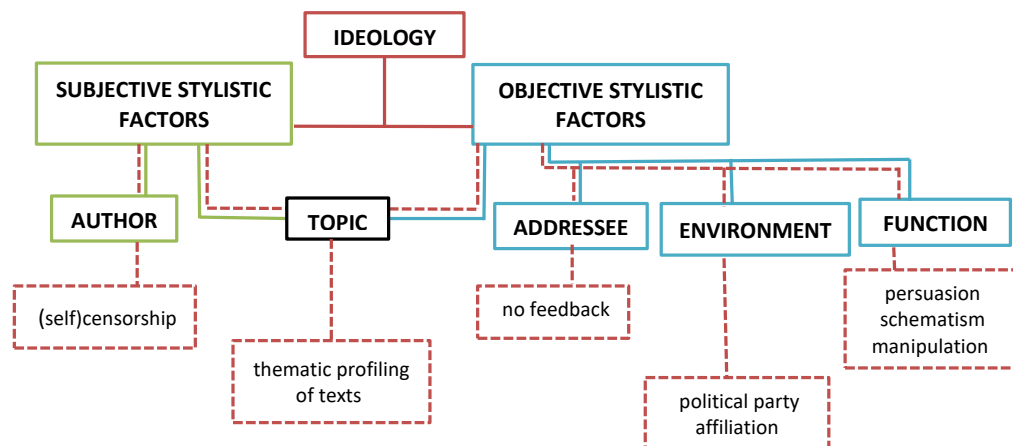 IDEOLOGY
SUBJECTIVE STYLISTIC
FACTORS
OBJECTIVE STYLISTIC
FACTORS
AUTHOR
TOPIC
ADDRESSEE
ENVIRONMENT
FUNCTION
(self)censorship
thematic profiling
of texts
no feedback
political party
affiliation
persuasion
schematism
manipulation